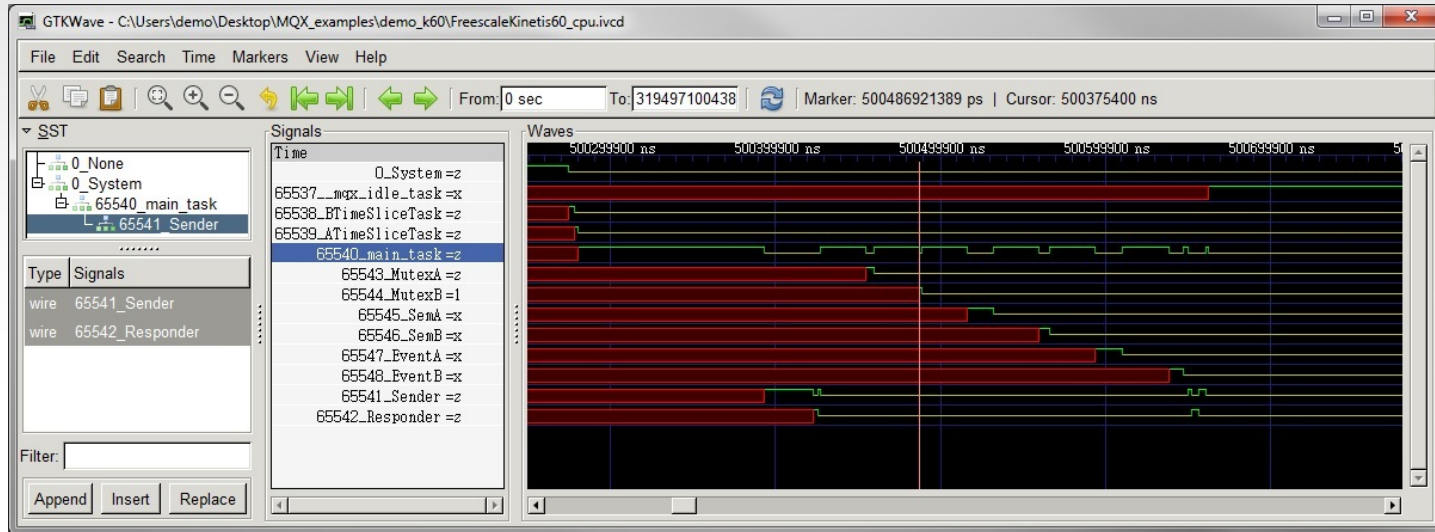 GTKWave - C:\Users\demo\Desktop\MQX_examples\demo_k60\FreescaleKinetis60_cpu.ivcd
File Edit Search Time Markers View Help
From: 0 sec To: 319497100438 Marker: 500486921389 ps | Cursor: 500375400 ns
SST
0_None
0_System
65540_main_task
65541_Sender
Type Signals
wire 65541_Sender
wire 65542_Responder
Filter:
Append Insert Replace
Signals
Time
0_System =z
65537__mqx_idle_task =x
65538_BTimeSliceTask =z
65539_ATimeSliceTask =z
65540_main_task =z
65543_MutexA =z
65544_MutexB =1
65545_SemA =x
65546_SemB =x
65547_EventA =x
65548_EventB =x
65541_Sender =z
65542_Responder =z
Waves
500299900 ns 500399900 ns 500499900 ns 500599900 ns 500699900 ns